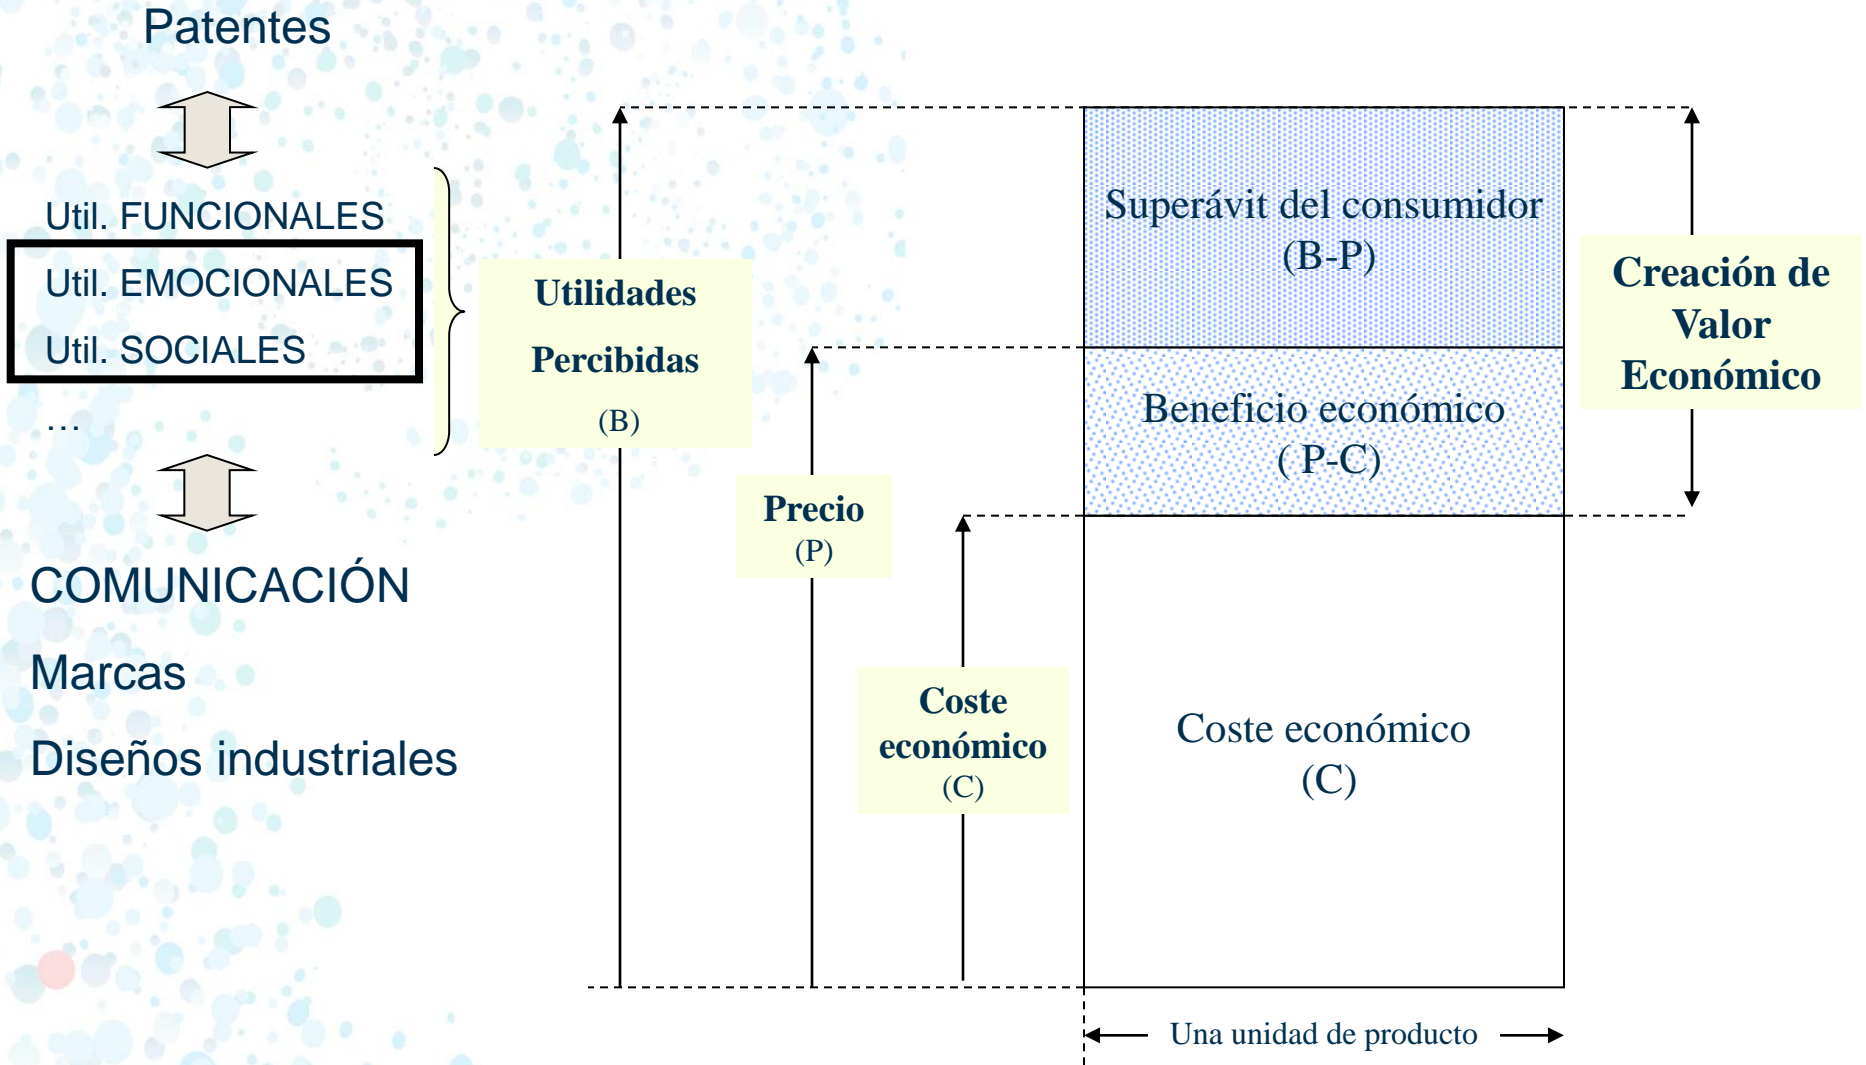 Patentes
Util. FUNCIONALES
Util. EMOCIONALES
Util. SOCIALES
…
COMUNICACIÓN
Marcas
Diseños industriales
Utilidades
Percibidas
(B)
Precio
(P)
Coste
económico
(C)
Superávit del consumidor
(B-P)
Beneficio económico
( P-C)
Coste económico
(C)
Una unidad de producto
Creación de
Valor
Económico